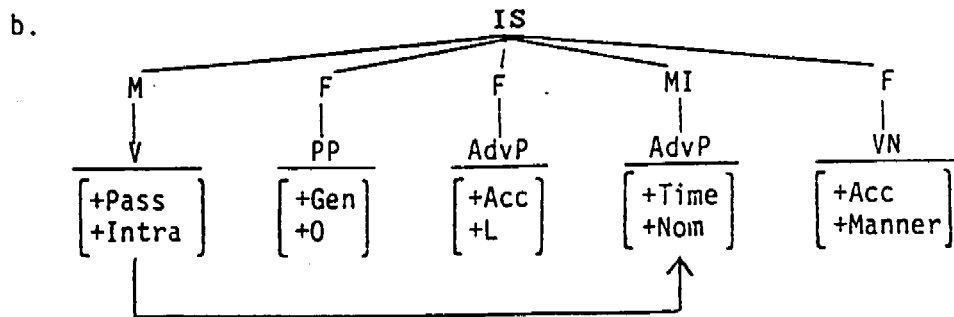 b. IS
M F F MI F
V PP AdvP AdvP VN
[+Pass [+Gen [+Acc [+Time [+Acc
+Intra] +O] +L] +Nom] +Manner]